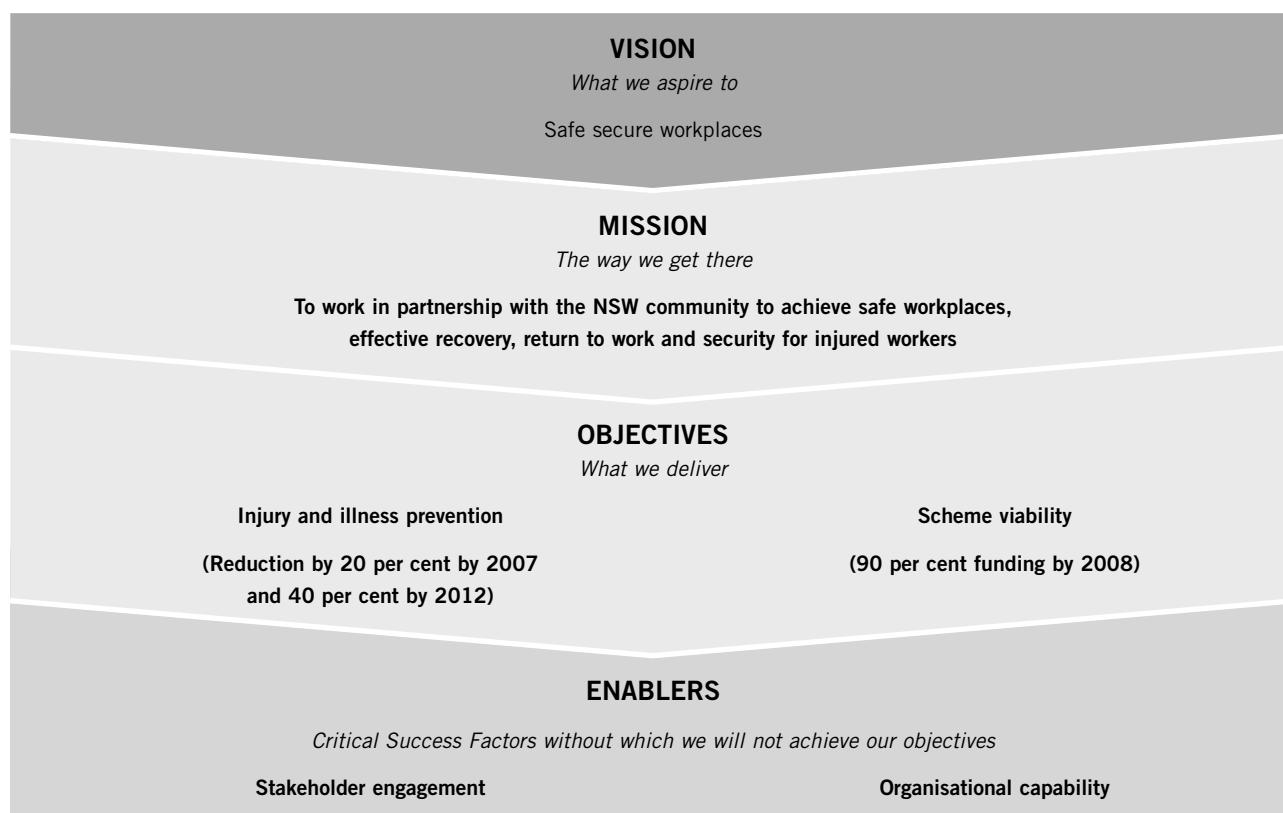 VISION
What we aspire to
Safe secure workplaces
MISSION
The way we get there
To work in partnership with the NSW community to achieve safe workplaces,
effective recovery, return to work and security for injured workers
OBJECTIVES
What we deliver
Injury and illness prevention
(Reduction by 20 per cent by 2007
and 40 per cent by 2012)
Scheme viability
(90 per cent funding by 2008)
ENABLERS
Critical Success Factors without which we will not achieve our objectives
Stakeholder engagement
Organisational capability